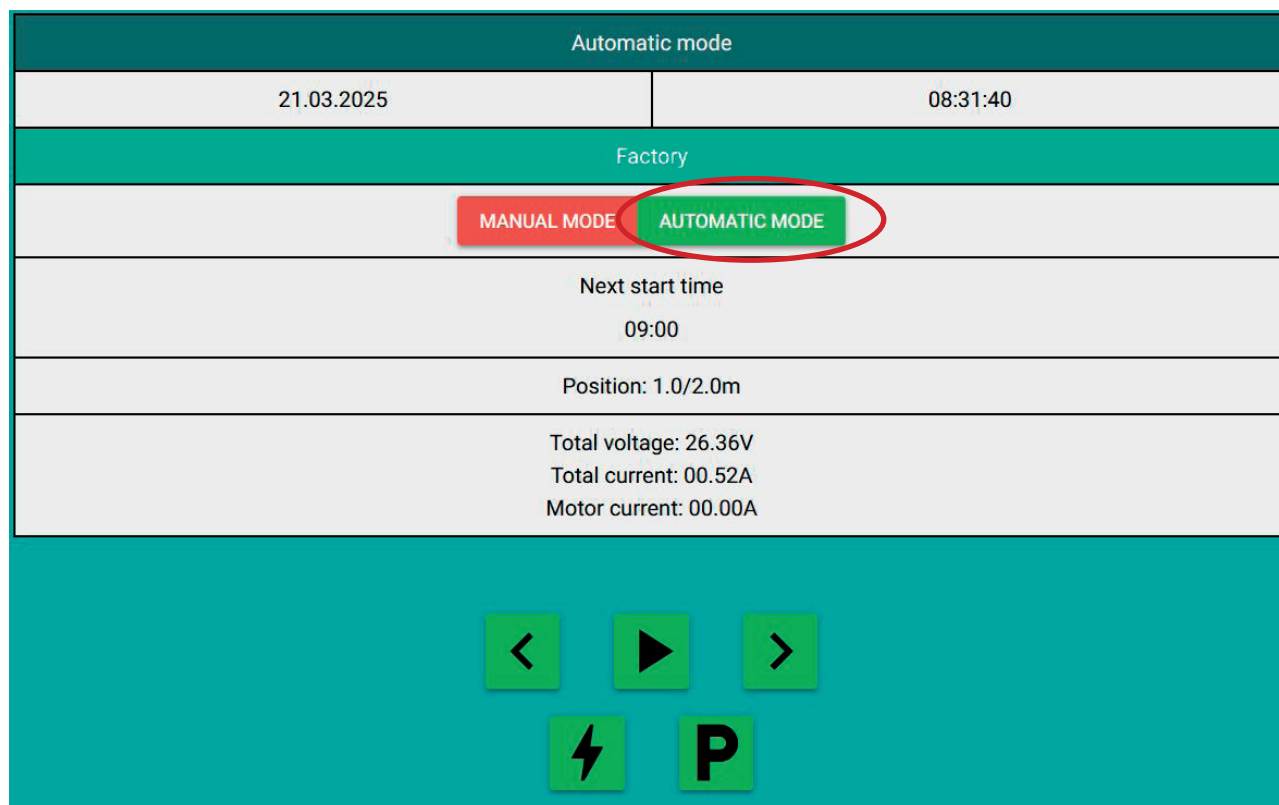 Automatic mode
21.03.2025 08:31:40
Factory
MANUAL MODE AUTOMATIC MODE
Next start time
09:00
Position: 1.0/2.0m
Total voltage: 26.36V
Total current: 00.52A
Motor current: 00.00A
P